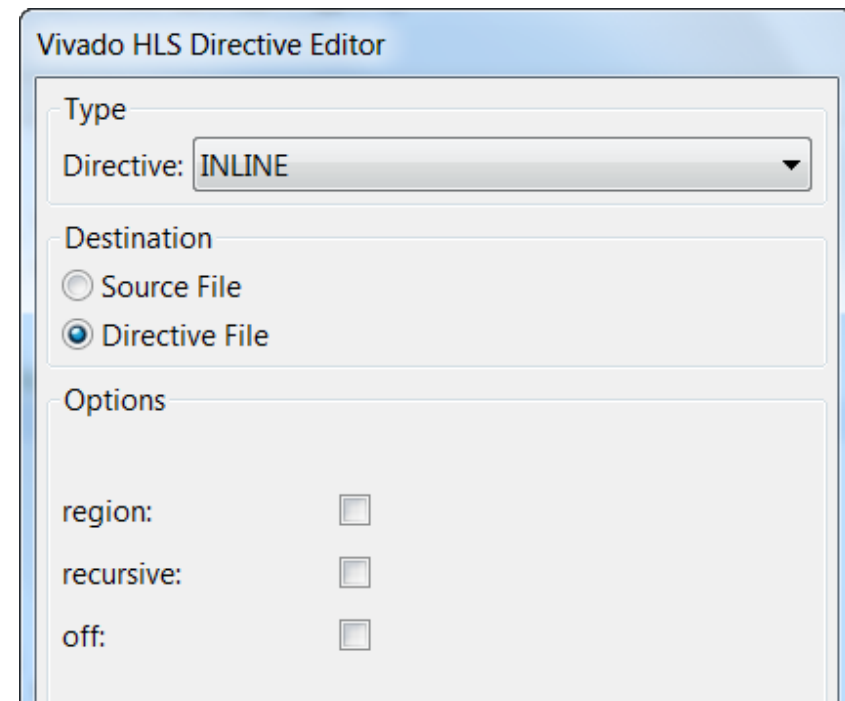 Vivado HLS Directive Editor
Type
Directive: INLINE
Destination
Source File
Directive File
Options
region:
recursive:
off: